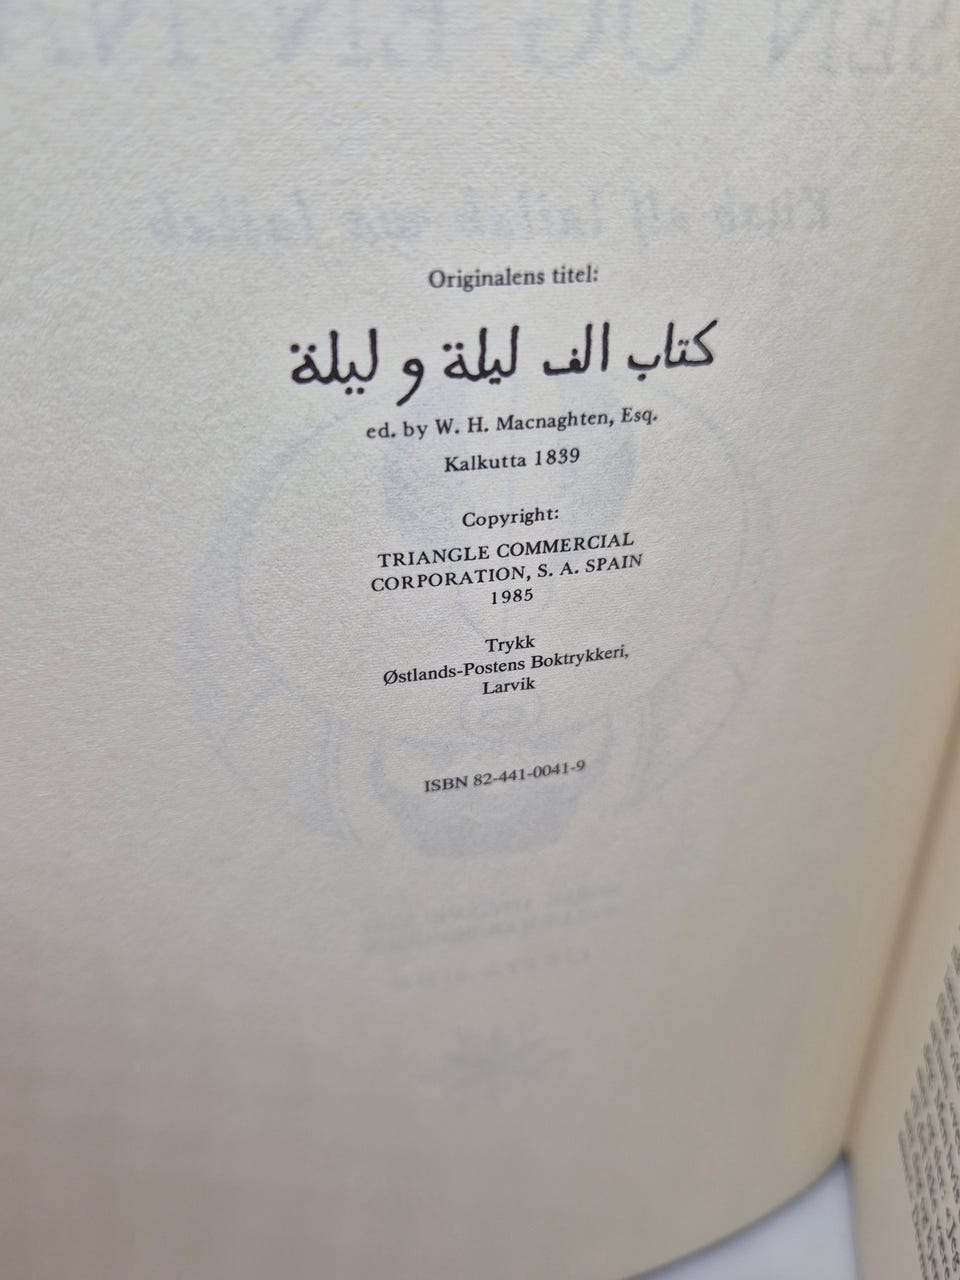 Originalens titel:
كتاب الف ليلة و ليلة
ed. by W. H. Macnaghten, Esq.
Kalkutta 1839
Copyright:
TRIANGLE COMMERCIAL
CORPORATION, S. A. SPAIN
1985
Trykk
Østlands-Postens Boktrykkeri,
Larvik
ISBN 82-441-0041-9